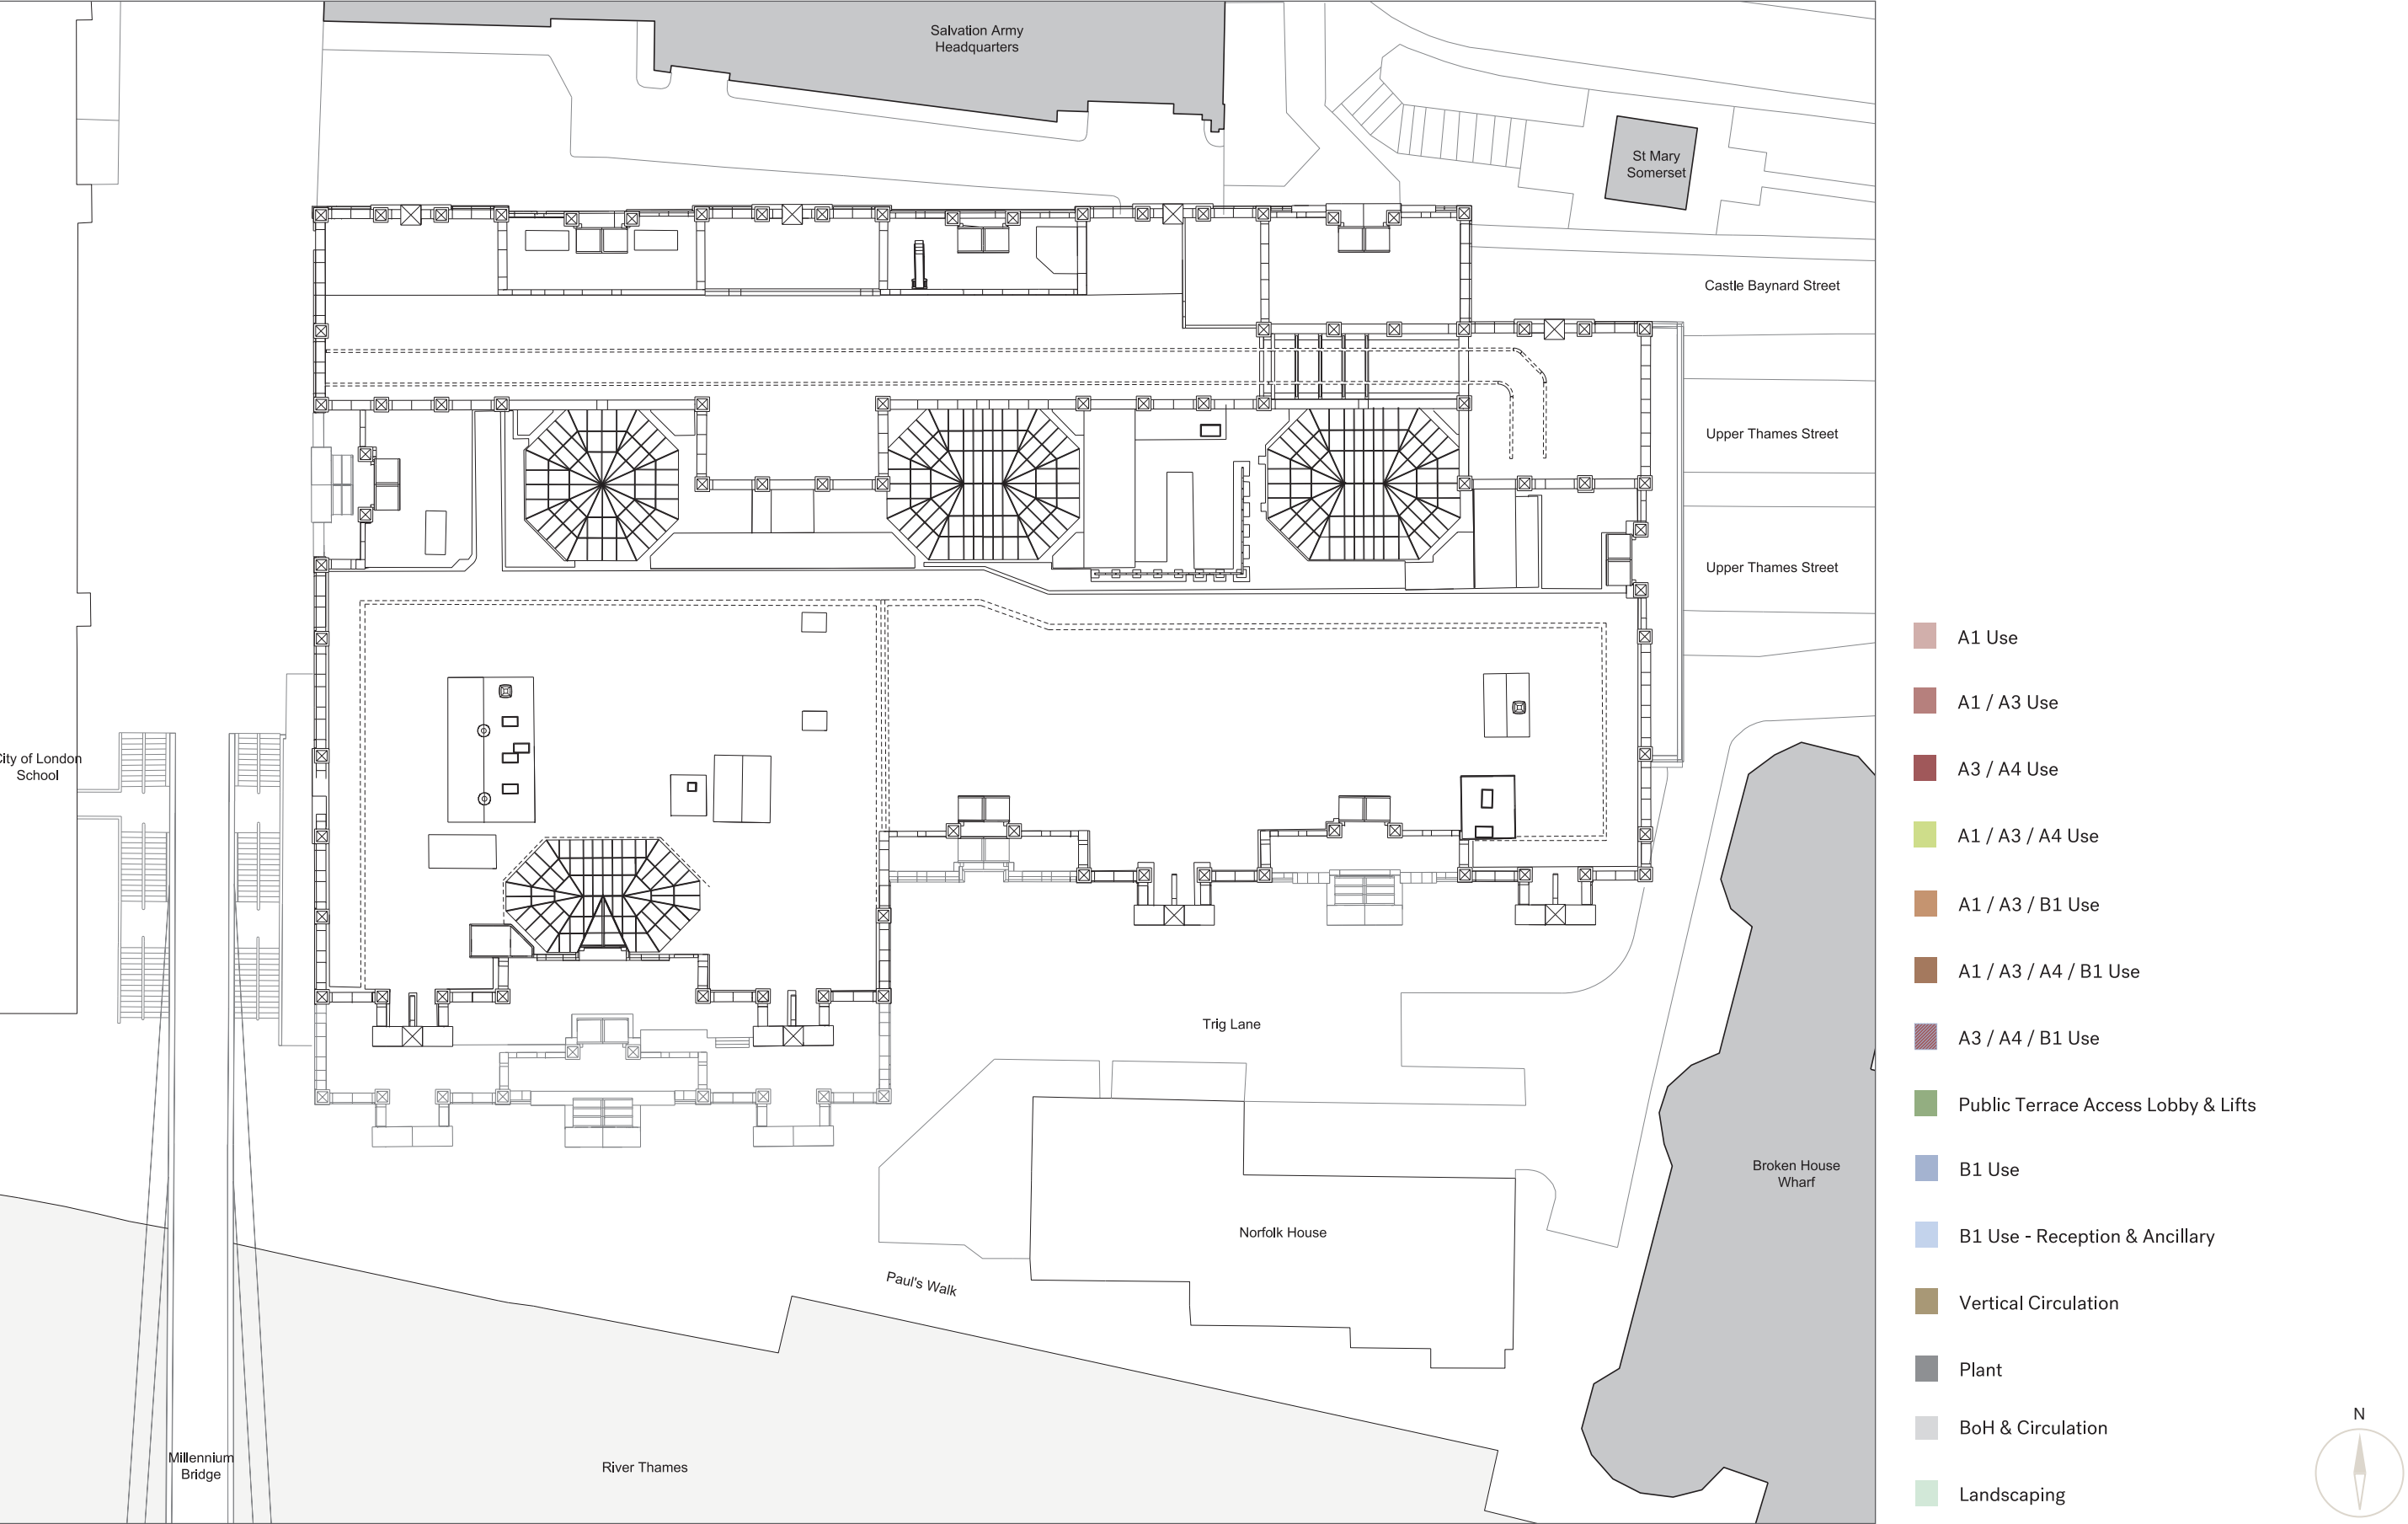 Salvation Army
Headquarters
St Mary
Somerset
Castle Baynard Street
Upper Thames Street
Upper Thames Street
City of London
School
Trig Lane
Broken House
Wharf
Norfolk House
Paul's Walk
River Thames
Millennium
Bridge
A1 Use
A1 / A3 Use
A3 / A4 Use
A1 / A3 / A4 Use
A1 / A3 / B1 Use
A1 / A3 / A4 / B1 Use
A3 / A4 / B1 Use
Public Terrace Access Lobby & Lifts
B1 Use
B1 Use - Reception & Ancillary
Vertical Circulation
Plant
BoH & Circulation
Landscaping
N